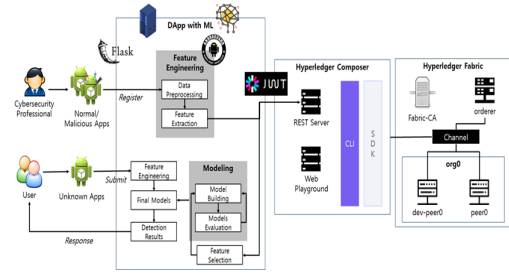 DApp with ML
Flask
Feature
Engineering
Data
Preprocessing
Feature
Extraction
Cybersecurity
Professional
Normal/
Malicious Apps
Register
JWT
Hyperledger Composer
REST Server
Web
Playground
CLI
SDK
Hyperledger Fabric
Fabric-CA
orderer
Channel
org0
dev-peer0
peer0
User
Unknown Apps
Submit
Response
Feature
Engineering
Final Models
Detection
Results
Modeling
Model
Building
Models
Evaluation
Feature
Selection